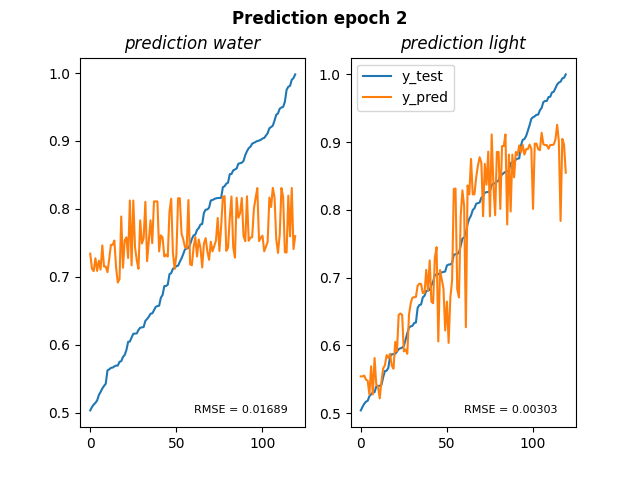 Prediction epoch 2
prediction water
prediction light
1.0
0.9
0.8
0.7
0.6
0.5
0
50
100
RMSE = 0.01689
1.0
0.9
0.8
0.7
0.6
0.5
0
50
100
y_test
y_pred
RMSE = 0.00303